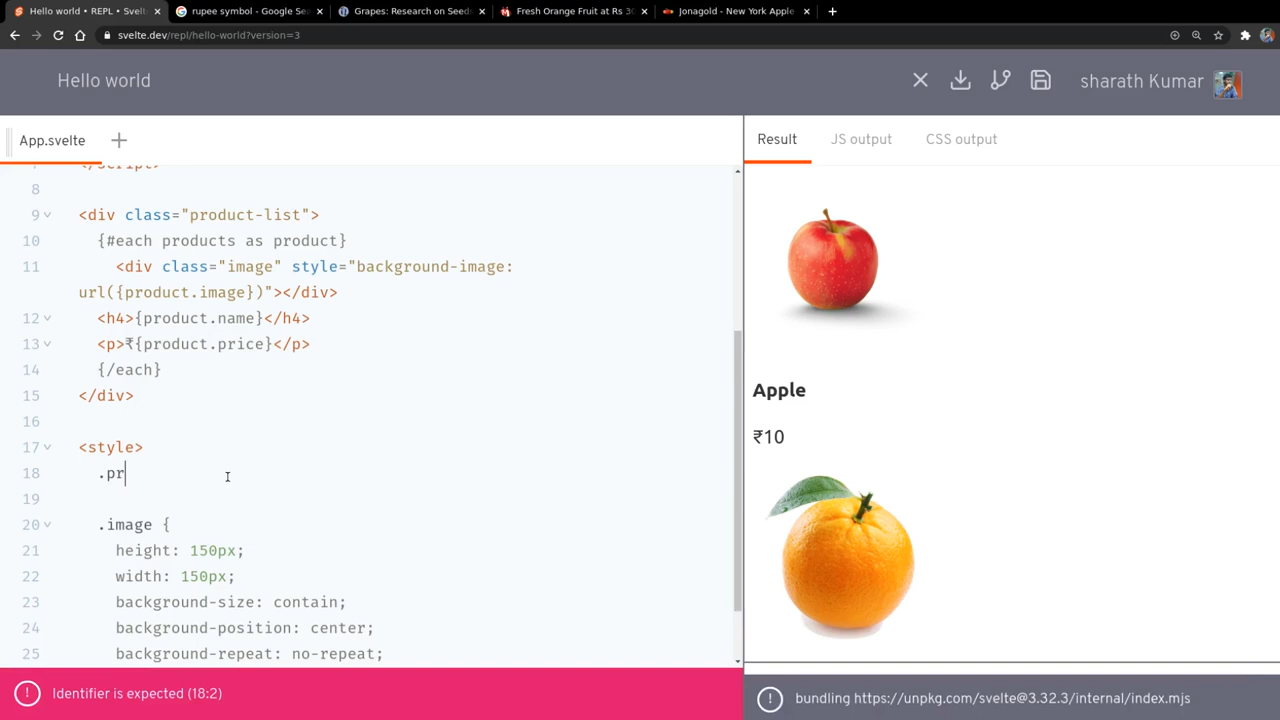 Hello world • REPL • Svelt
rupee symbol - Google Sea
Grapes: Research on Seeds
Fresh Orange Fruit at Rs 30
Jonagold - New York Apple
svelte.dev/repl/hello-world?version=3
Hello world
sharath Kumar
App.svelte
Result
JS output
CSS output
8
9 <div class="product-list">
10 {#each products as product}
11 <div class="image" style="background-image:
url({product.image})"></div>
12 <h4>{product.name}</h4>
13 <p>₹{product.price}</p>
14 {/each}
15 </div>
16
17 <style>
18 .pr
19
20 .image {
21 height: 150px;
22 width: 150px;
23 background-size: contain;
24 background-position: center;
25 background-repeat: no-repeat;
Apple
₹10
! Identifier is expected (18:2)
! bundling https://unpkg.com/svelte@3.32.3/internal/index.mjs